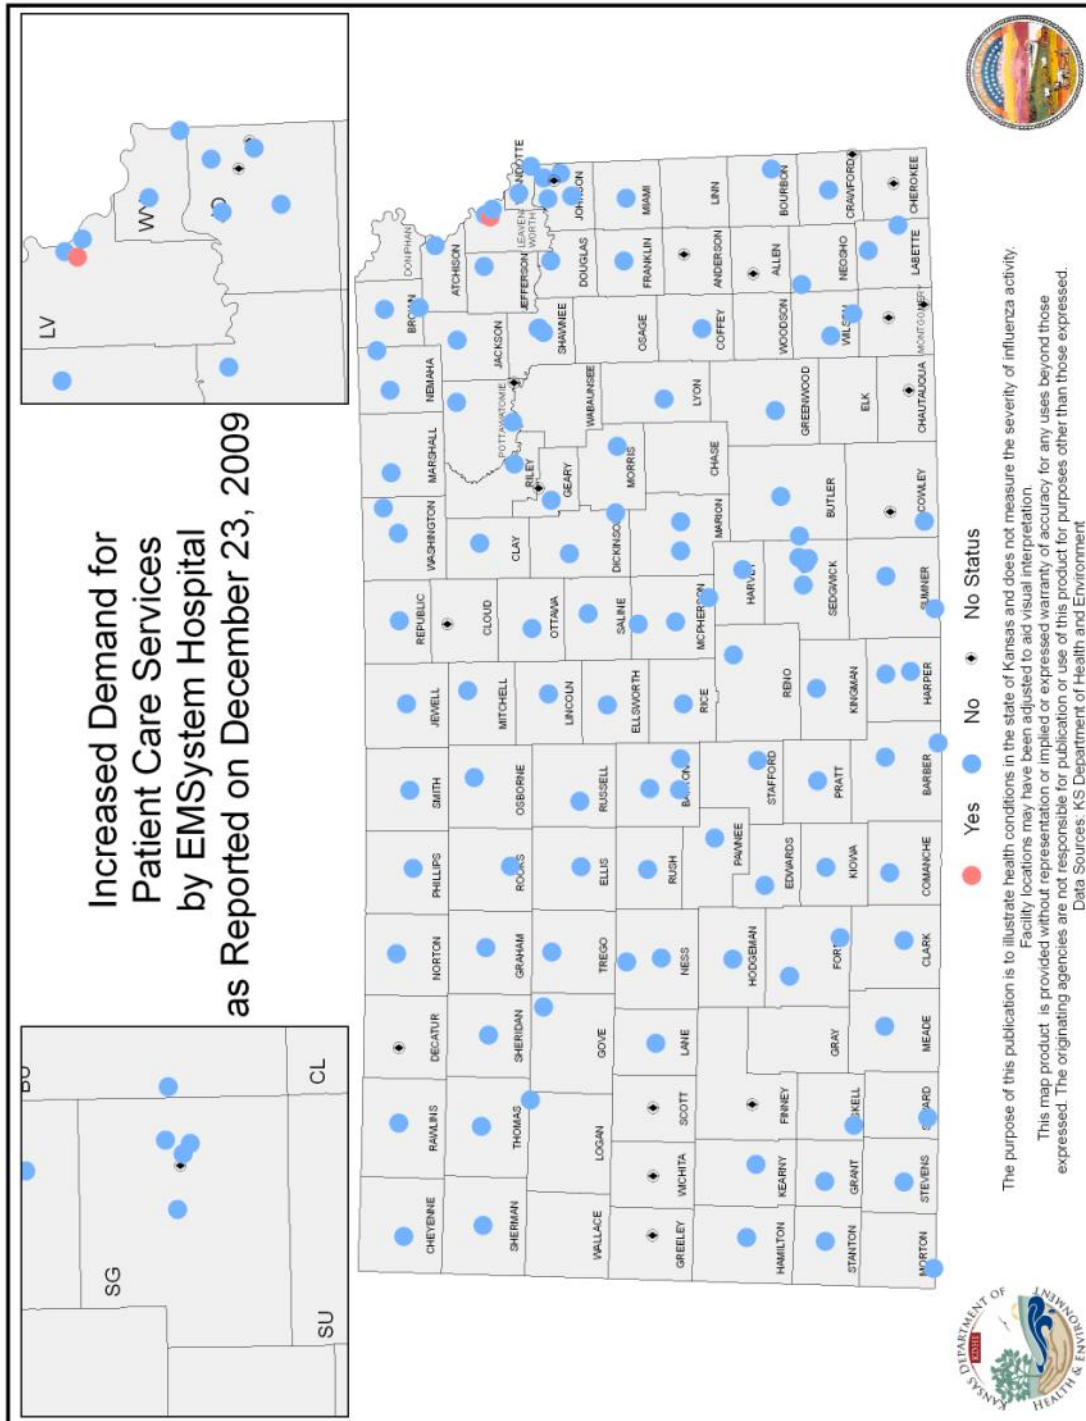 Increased Demand for
Patient Care Services
by EMSystem Hospital
as Reported on December 23, 2009
SG
SU
CL
LV
WY
CHEYENNE
RAWLINS
DECATUR
NORTON
PHILLIPS
SMITH
JEWELL
REPUBLIC
WASHINGTON
MARSHALL
NEMAHA
BROWN
DONIPHAN
SHERMAN
THOMAS
SHERIDAN
GRAHAM
ROOKS
OSBORNE
MITCHELL
CLOUD
CLAY
RILEY
POTTAWATOMIE
JACKSON
ATCHISON
JEFFERSON
LEAVEN
WORTH
WALLACE
LOGAN
GOVE
TREGO
ELLIS
RUSSELL
LINCOLN
OTTAWA
DICKINSON
GEARY
WABAUNSEE
SHAWNEE
DOUGLAS
JOHNSON
GREELEY
WICHITA
SCOTT
LANE
NESS
RUSH
ELLSWORTH
SALINE
MORRIS
OSAGE
FRANKLIN
MIAMI
RICE
MCPHERSON
MARION
CHASE
LYON
COFFEY
ANDERSON
LINN
HAMILTON
KEARNY
FINNEY
HODGEMAN
PAWNEE
STAFFORD
RENO
HARVEY
BUTLER
GREENWOOD
WOODSON
ALLEN
BOURBON
STANTON
GRANT
GRAY
EDWARDS
KIOWA
PRATT
KINGMAN
SEDGWICK
ELK
WILSON
NEOSHO
CRAWFORD
MORTON
STEVENS
MEADE
CLARK
COMANCHE
BARBER
HARPER
SUMNER
COWLEY
CHAUTAUQUA
MONTGOMERY
LABETTE
CHEROKEE
Yes No No Status
The purpose of this publication is to illustrate health conditions in the state of Kansas and does not measure the severity of influenza activity.
Facility locations may have been adjusted to aid visual interpretation.
This map product is provided without representation or implied or expressed warranty of accuracy for any uses beyond those
expressed. The originating agencies are not responsible for publication or use of this product for purposes other than those expressed.
Data Sources: KS Department of Health and Environment
KANSAS DEPARTMENT OF
HEALTH & ENVIRONMENT
KDHE